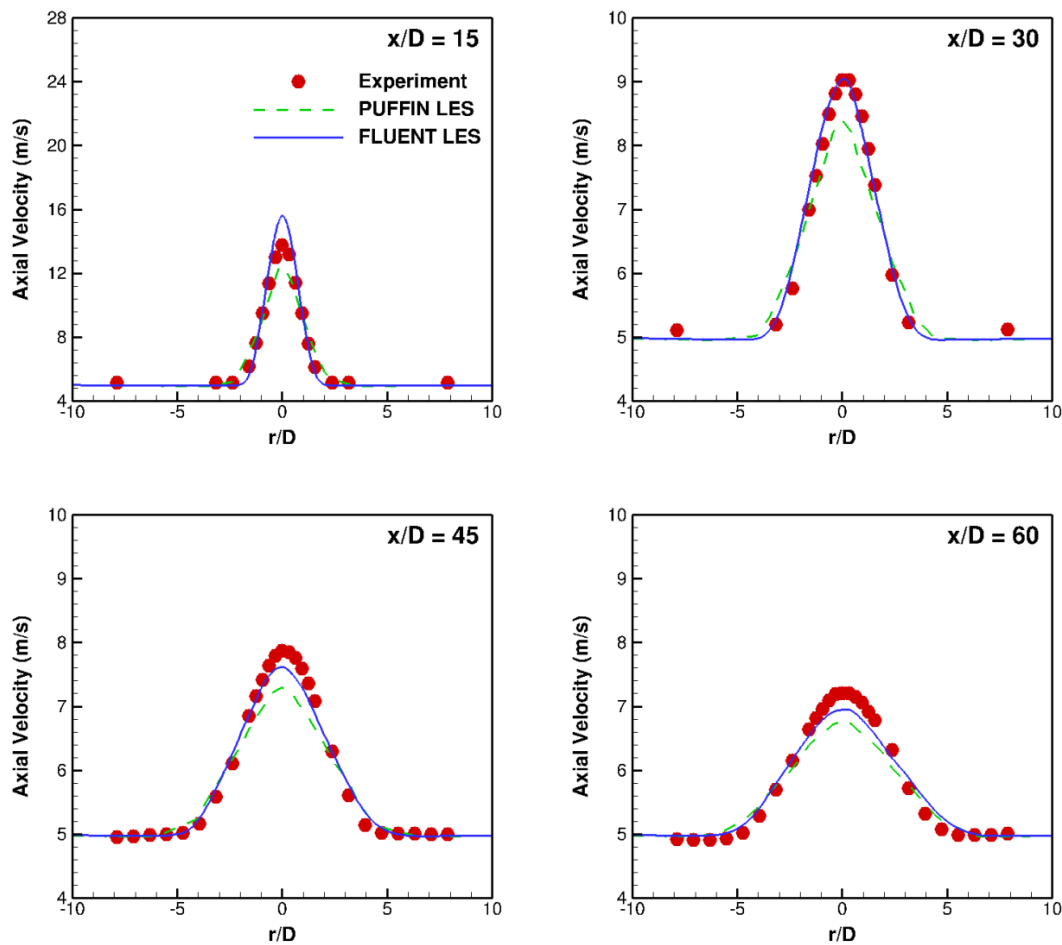 x/D = 15
28
24
20
16
12
8
4
Axial Velocity (m/s)
Experiment
PUFFIN LES
FLUENT LES
-10 -5 0 5 10
r/D
x/D = 30
10
9
8
7
6
5
4
Axial Velocity (m/s)
-10 -5 0 5 10
r/D
x/D = 45
10
9
8
7
6
5
4
Axial Velocity (m/s)
-10 -5 0 5 10
r/D
x/D = 60
10
9
8
7
6
5
4
Axial Velocity (m/s)
-10 -5 0 5 10
r/D